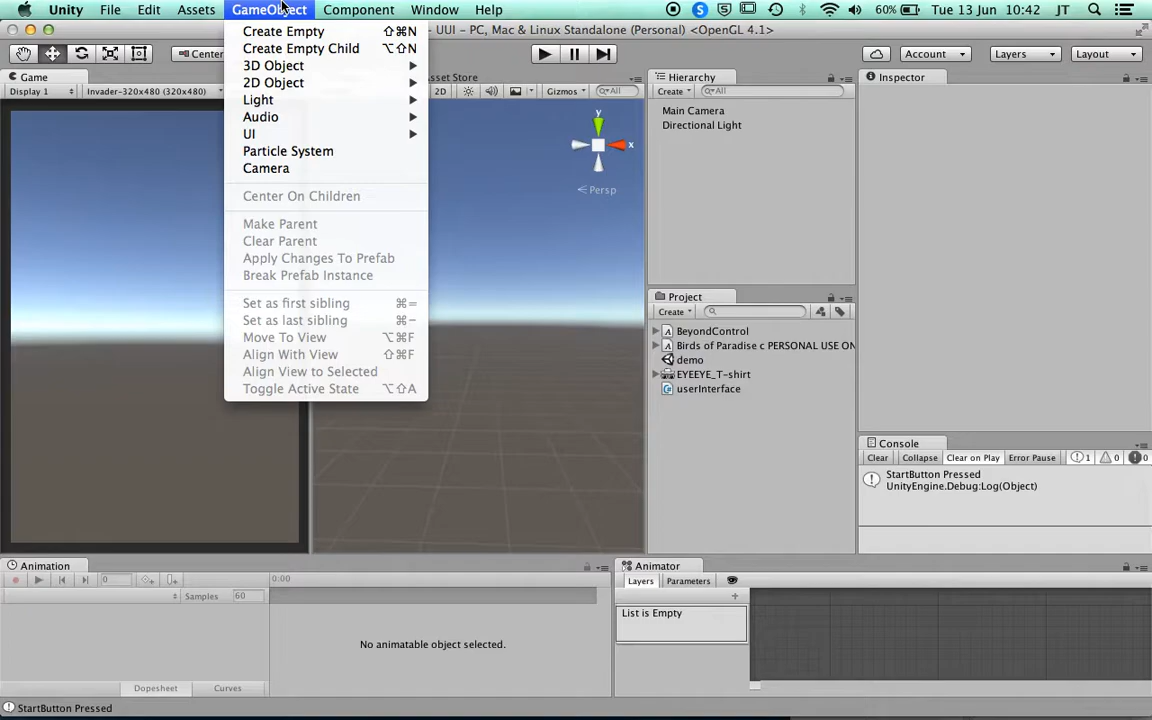 Unity File Edit Assets GameObject Component Window Help 60% Tue 13 Jun 10:42 JT
UUI - PC, Mac & Linux Standalone (Personal) <OpenGL 4.1>
Center Account Layers Layout
Game
Display 1 Invader-320x480 (320x480)
Create Empty ⇧⌘N
Create Empty Child ⌥⇧N
3D Object
2D Object
Light
Audio
UI
Particle System
Camera
Center On Children
Make Parent
Clear Parent
Apply Changes To Prefab
Break Prefab Instance
Set as first sibling ⌘=
Set as last sibling ⌘-
Move To View ⌥⌘F
Align With View ⇧⌘F
Align View to Selected
Toggle Active State ⌥⇧A
Asset Store
2D Gizmos All
y
x
Persp
Hierarchy
Create All
Main Camera
Directional Light
Project
Create
BeyondControl
Birds of Paradise c PERSONAL USE ON
demo
EYEEYE_T-shirt
userInterface
Inspector
Console
Clear Collapse Clear on Play Error Pause 1 0 0
StartButton Pressed
UnityEngine.Debug:Log(Object)
Animation
0 0:00
Samples 60
No animatable object selected.
Dopesheet Curves
Animator
Layers Parameters
List is Empty
StartButton Pressed